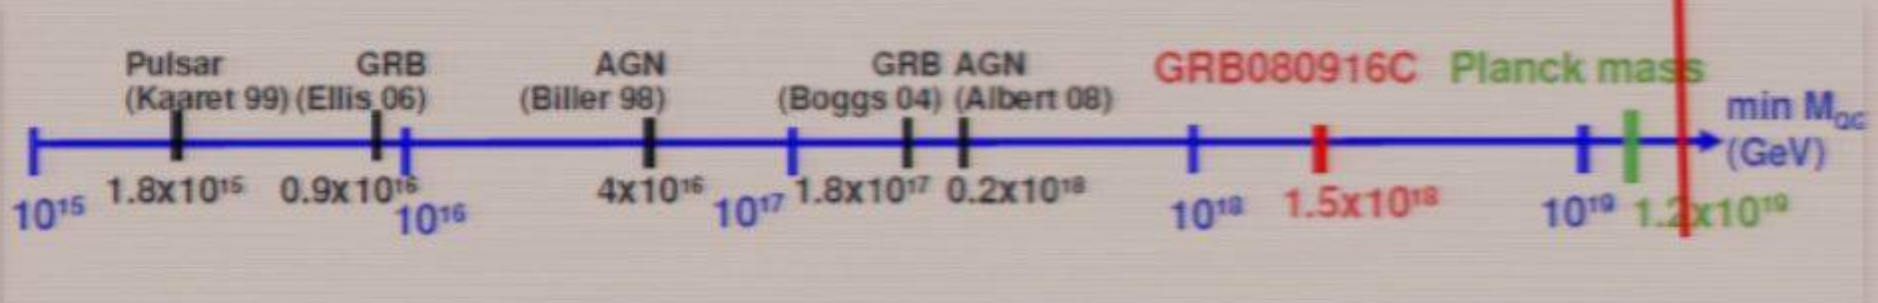 Pulsar
(Kaaret 99)
GRB
(Ellis 06)
AGN
(Biller 98)
GRB
(Boggs 04)
AGN
(Albert 08)
GRB080916C
Planck mass
min M_QG
(GeV)
10¹⁵
1.8x10¹⁵
0.9x10¹⁶
10¹⁶
4x10¹⁶
10¹⁷
1.8x10¹⁷
0.2x10¹⁸
10¹⁸
1.5x10¹⁸
10¹⁹
1.2x10¹⁹